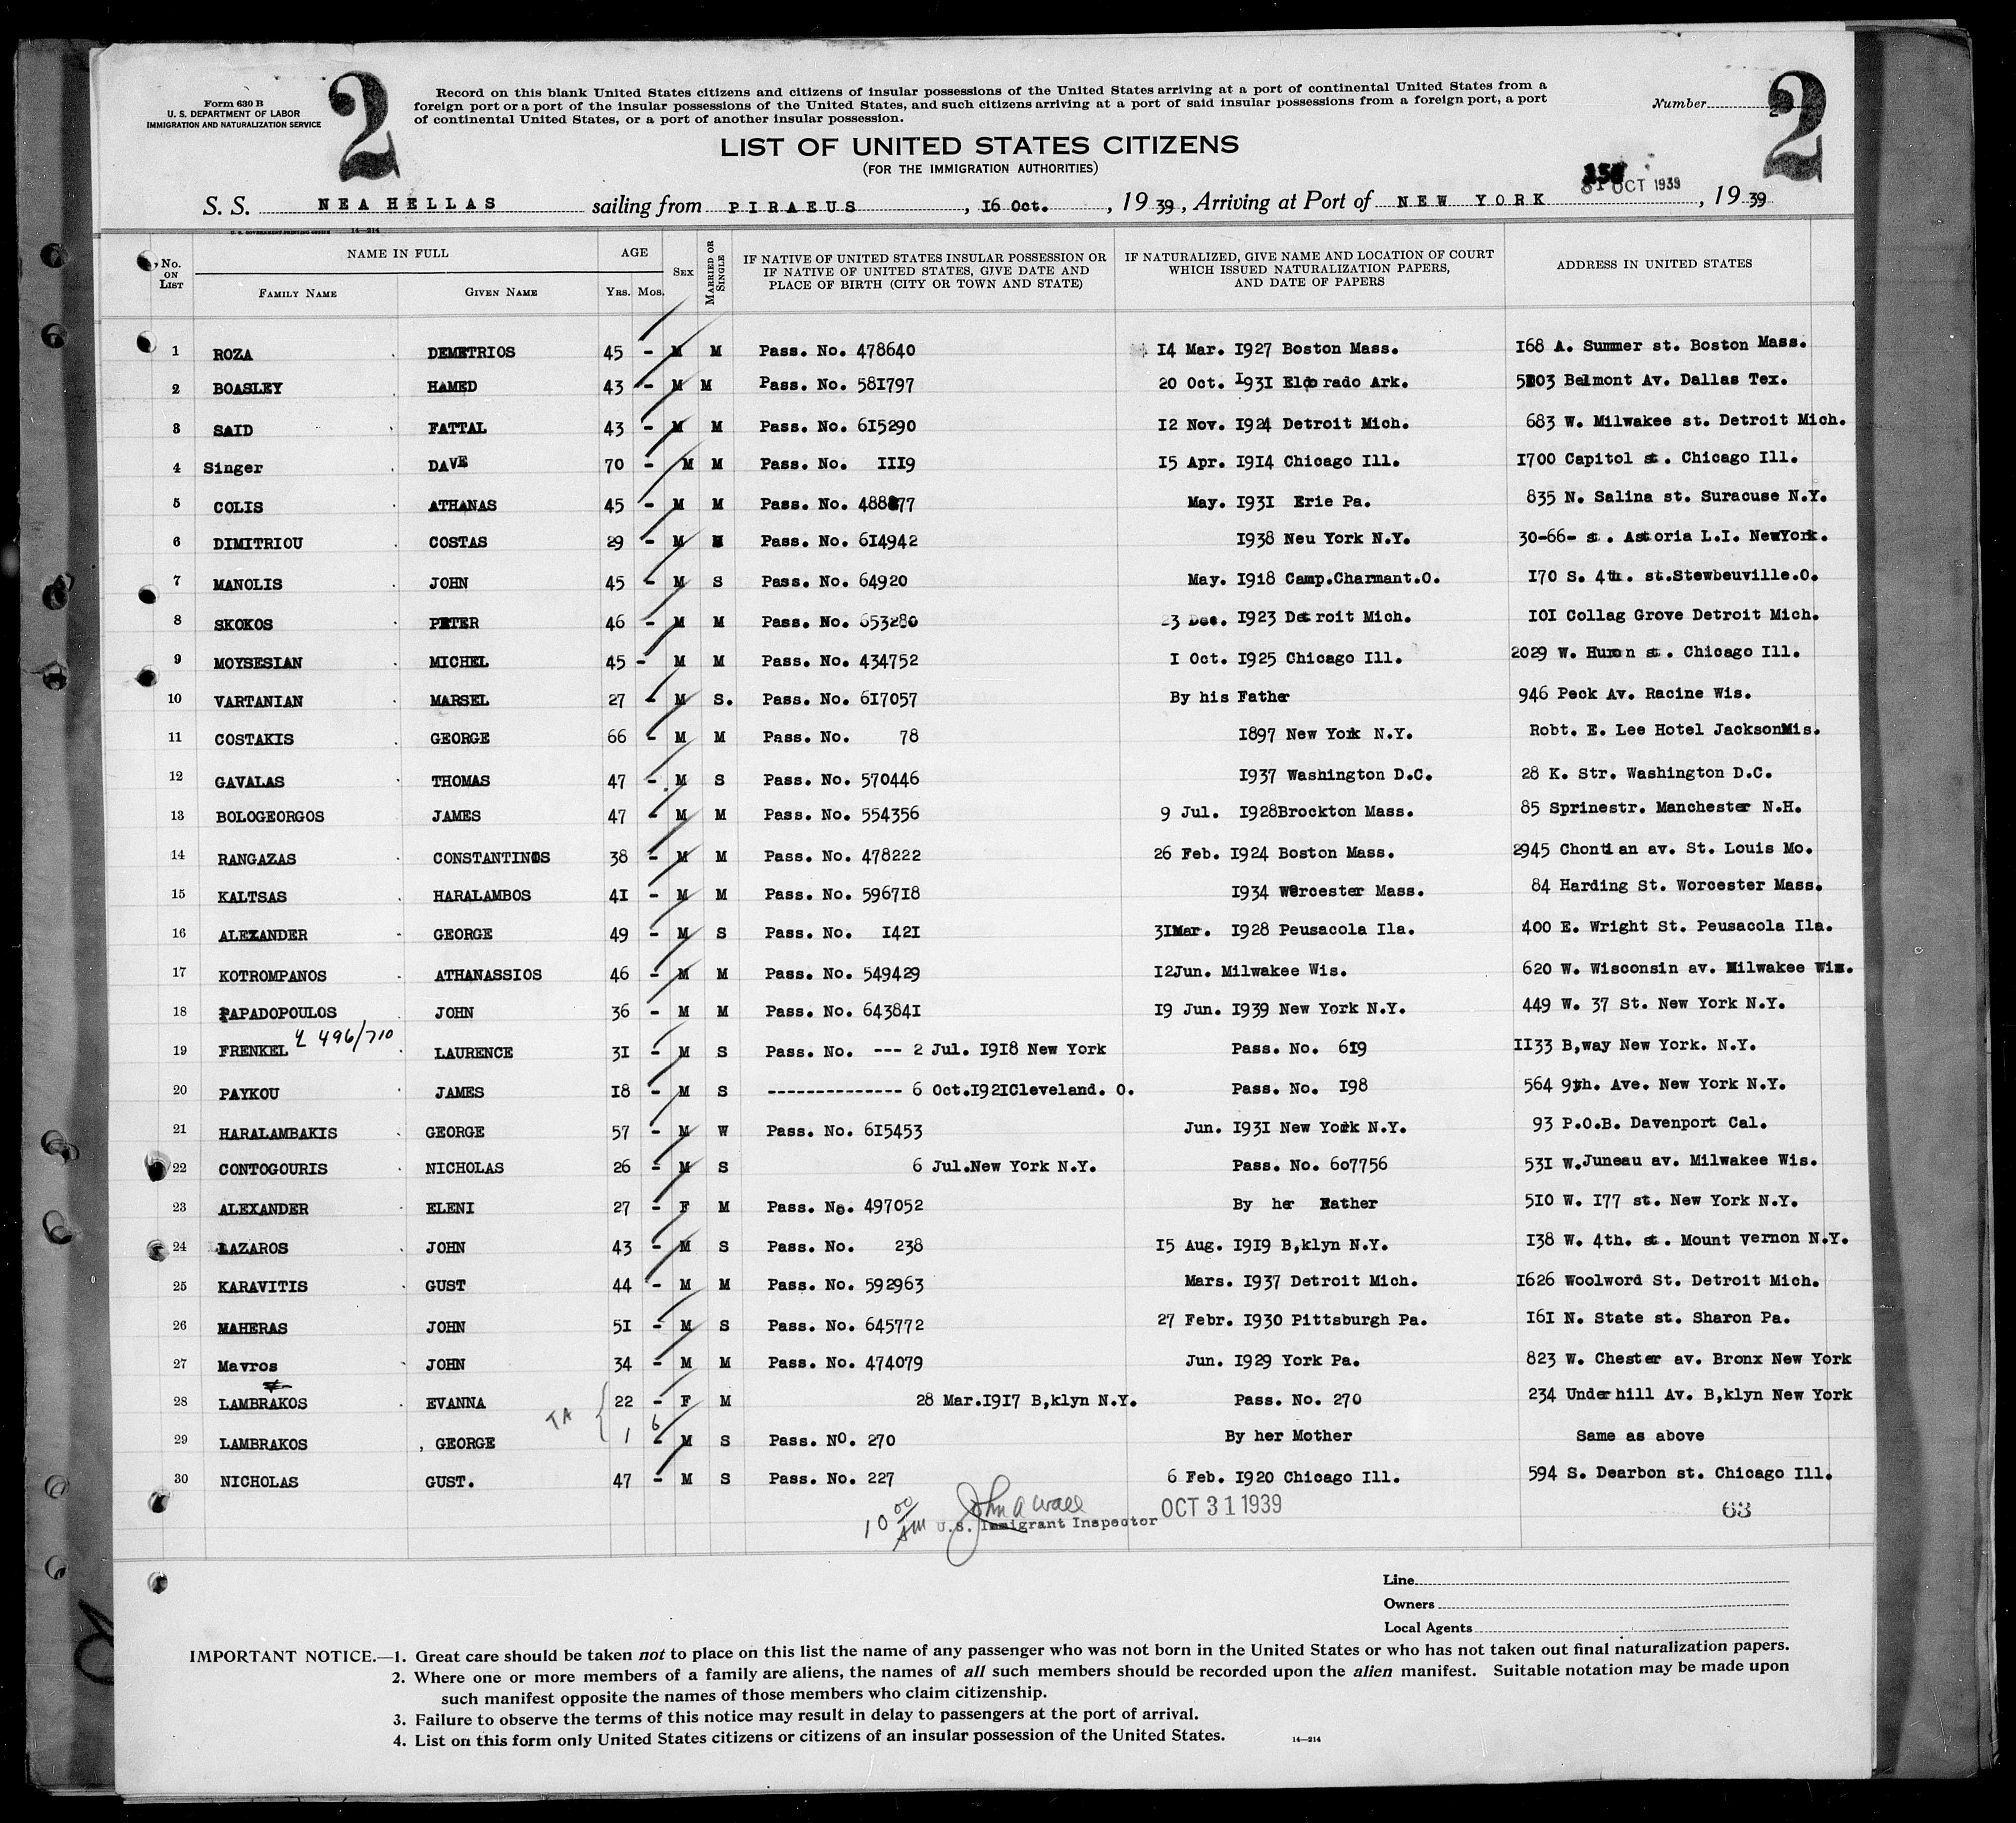 2
2
Form 630 B
U. S. DEPARTMENT OF LABOR
IMMIGRATION AND NATURALIZATION SERVICE
Record on this blank United States citizens and citizens of insular possessions of the United States arriving at a port of continental United States from a
foreign port or a port of the insular possessions of the United States, and such citizens arriving at a port of said insular possessions from a foreign port, a port
of continental United States, or a port of another insular possession.
Number 2
LIST OF UNITED STATES CITIZENS
(FOR THE IMMIGRATION AUTHORITIES)
31 OCT 1939
S. S. NEA HELLAS sailing from PIRAEUS, 16 Oct., 1939, Arriving at Port of NEW YORK, 1939
U. S. GOVERNMENT PRINTING OFFICE 14—214
No. ON LIST
NAME IN FULL
FAMILY NAME GIVEN NAME
AGE
YRS. MOS.
SEX
MARRIED OR SINGLE
IF NATIVE OF UNITED STATES INSULAR POSSESSION OR
IF NATIVE OF UNITED STATES, GIVE DATE AND
PLACE OF BIRTH (CITY OR TOWN AND STATE)
IF NATURALIZED, GIVE NAME AND LOCATION OF COURT
WHICH ISSUED NATURALIZATION PAPERS,
AND DATE OF PAPERS
ADDRESS IN UNITED STATES
1 ROZA DEMETRIOS 45 - M M Pass. No. 478640 14 Mar. 1927 Boston Mass. 168 A. Summer st. Boston Mass.
2 BOASLEY HAMED 43 - M M Pass. No. 581797 20 Oct. 1931 Eldo rado Ark. 5803 Belmont Av. Dallas Tex.
3 SAID FATTAL 43 - M M Pass. No. 615290 12 Nov. 1924 Detroit Mich. 683 W. Milwakee st. Detroit Mich.
4 Singer DAVE 70 - M M Pass. No. 1119 15 Apr. 1914 Chicago Ill. 1700 Capitol st. Chicago Ill.
5 COLIS ATHANAS 45 - M M Pass. No. 488877 May. 1931 Erie Pa. 835 N. Salina st. Suracuse N.Y.
6 DIMITRIOU COSTAS 29 - M M Pass. No. 614942 1938 Neu York N.Y. 30-66- st. Astoria L.I. NewYork.
7 MANOLIS JOHN 45 - M S Pass. No. 64920 May. 1918 Camp.Charmant.O. 170 S. 4th. st.Stewbeuville.O.
8 SKOKOS PETER 46 - M M Pass. No. 653280 23 Dec. 1923 Detroit Mich. 101 Collag Grove Detroit Mich.
9 MOYSESIAN MICHEL 45 - M M Pass. No. 434752 1 Oct. 1925 Chicago Ill. 2029 W. Huron st. Chicago Ill.
10 VARTANIAN MARSEL 27 - M S. Pass. No. 617057 By his Father 946 Peck Av. Racine Wis.
11 COSTAKIS GEORGE 66 - M M Pass. No. 78 1897 New York N.Y. Robt. E. Lee Hotel JacksonMis.
12 GAVALAS THOMAS 47 - M S Pass. No. 570446 1937 Washington D.C. 28 K. Str. Washington D.C.
13 BOLOGEORGOS JAMES 47 - M M Pass. No. 554356 9 Jul. 1928Brockton Mass. 85 Sprinestr. Manchester N.H.
14 RANGAZAS CONSTANTINOS 38 - M M Pass. No. 478222 26 Feb. 1924 Boston Mass. 2945 Chontian av. St. Louis Mo.
15 KALTSAS HARALAMBOS 41 - M M Pass. No. 596718 1934 Worcester Mass. 84 Harding St. Worcester Mass.
16 ALEXANDER GEORGE 49 - M S Pass. No. 1421 31Mar. 1928 Peusacola Ila. 400 E. Wright St. Peusacola Ila.
17 KOTROMPANOS ATHANASSIOS 46 - M M Pass. No. 549429 12Jun. Milwakee Wis. 620 W. Wisconsin av. Milwakee Wis.
18 PAPADOPOULOS JOHN 36 - M M Pass. No. 643841 19 Jun. 1939 New York N.Y. 449 W. 37 St. New York N.Y.
496/710
19 FRENKEL LAURENCE 31 - M S Pass. No. --- 2 Jul. 1918 New York Pass. No. 619 1133 B,way New York. N.Y.
20 PAYKOU JAMES 18 - M S -------------- 6 Oct.1921Cleveland. O. Pass. No. 198 564 9th. Ave. New York N.Y.
21 HARALAMBAKIS GEORGE 57 - M W Pass. No. 615453 Jun. 1931 New York N.Y. 93 P.O.B. Davenport Cal.
22 CONTOGOURIS NICHOLAS 26 - M S 6 Jul.New York N.Y. Pass. No. 607756 531 W.Juneau av. Milwakee Wis.
23 ALEXANDER ELENI 27 - F M Pass. No. 497052 By her Father 510 W. 177 st. New York N.Y.
24 LAZAROS JOHN 43 - M S Pass. No. 238 15 Aug. 1919 B,klyn N.Y. 138 W. 4th. st. Mount Vernon N.Y.
25 KARAVITIS GUST 44 - M M Pass. No. 592963 Mars. 1937 Detroit Mich. 1626 Woolword St. Detroit Mich.
26 MAHERAS JOHN 51 - M S Pass. No. 645772 27 Febr. 1930 Pittsburgh Pa. 161 N. State st. Sharon Pa.
27 Mavros JOHN 34 - M M Pass. No. 474079 Jun. 1929 York Pa. 823 W. Chester av. Bronx New York
28 LAMBRAKOS EVANNA 22 - F M 28 Mar.1917 B,klyn N.Y. Pass. No. 270 234 Underhill Av. B,klyn New York
TA
29 LAMBRAKOS , GEORGE 1 6 - M S Pass. NO. 270 By her Mother Same as above
30 NICHOLAS GUST. 47 - M S Pass. No. 227 6 Feb. 1920 Chicago Ill. 594 S. Dearbon st. Chicago Ill.
10 00 AM John A Wall OCT 31 1939 63
U.S. Immigrant Inspector
Line
Owners
Local Agents
IMPORTANT NOTICE.—1. Great care should be taken not to place on this list the name of any passenger who was not born in the United States or who has not taken out final naturalization papers.
2. Where one or more members of a family are aliens, the names of all such members should be recorded upon the alien manifest. Suitable notation may be made upon
such manifest opposite the names of those members who claim citizenship.
3. Failure to observe the terms of this notice may result in delay to passengers at the port of arrival.
4. List on this form only United States citizens or citizens of an insular possession of the United States.
14—214